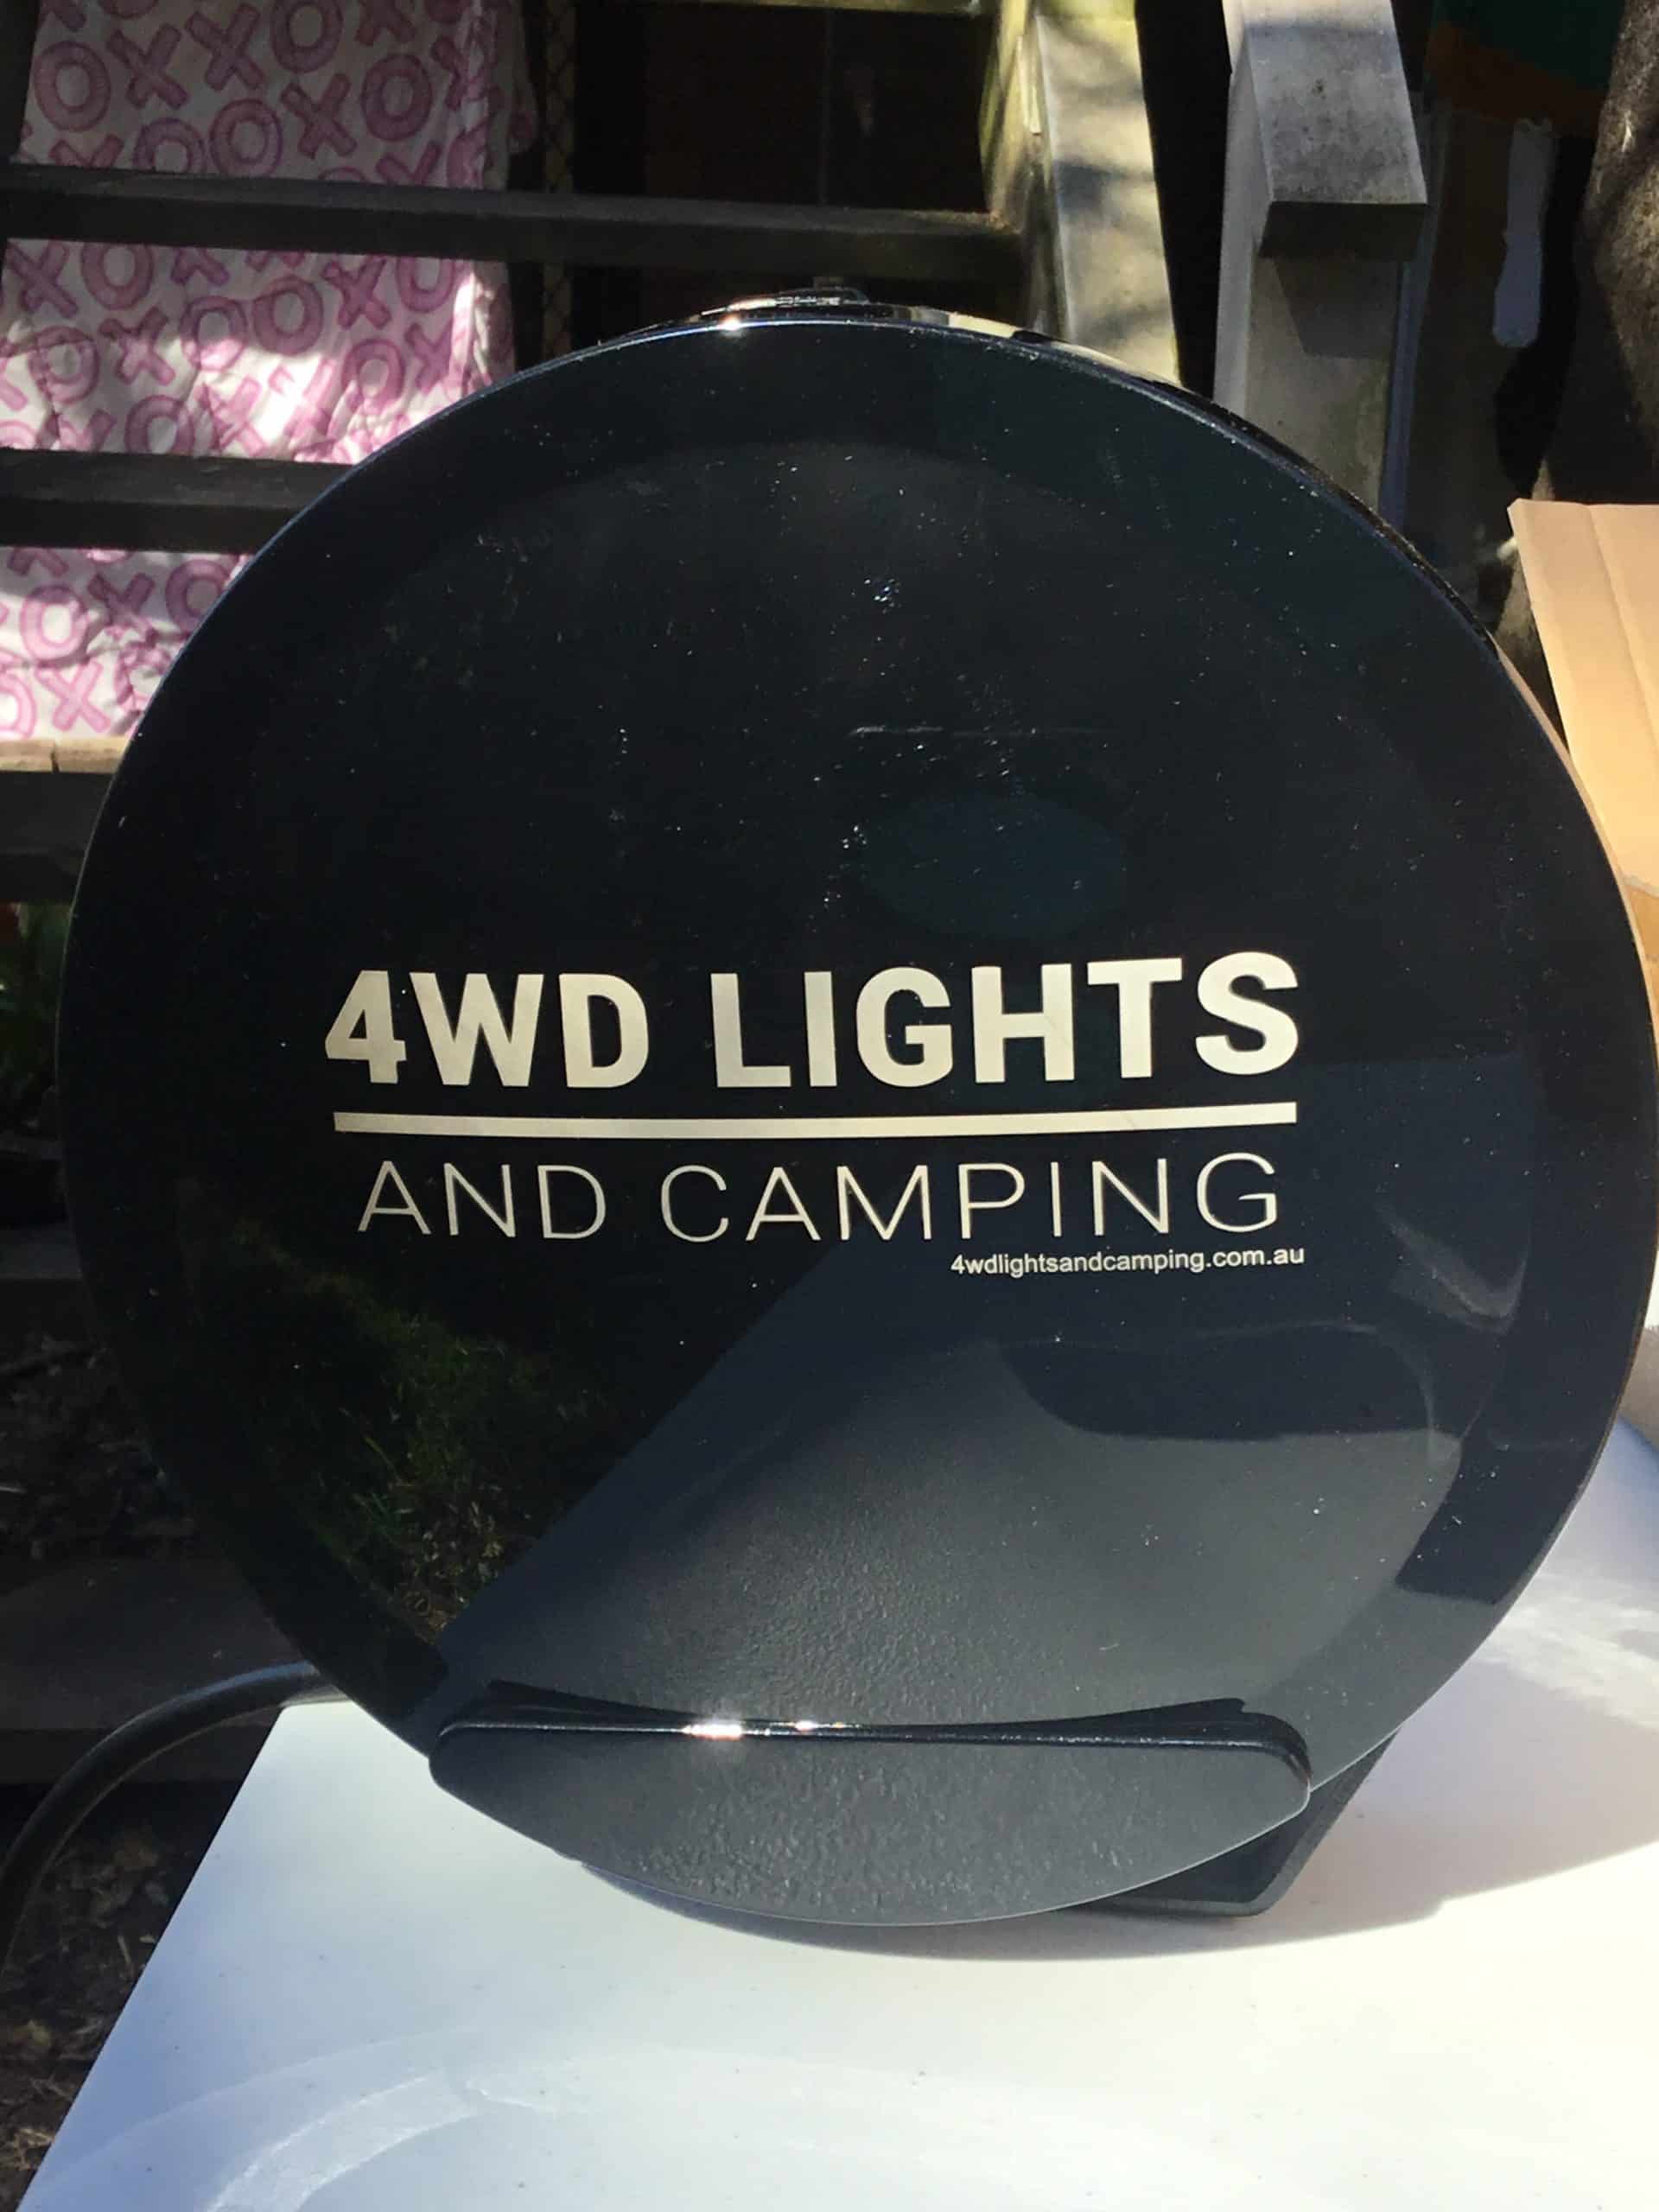 4WD LIGHTS
AND CAMPING
4wdlightsandcamping.com.au